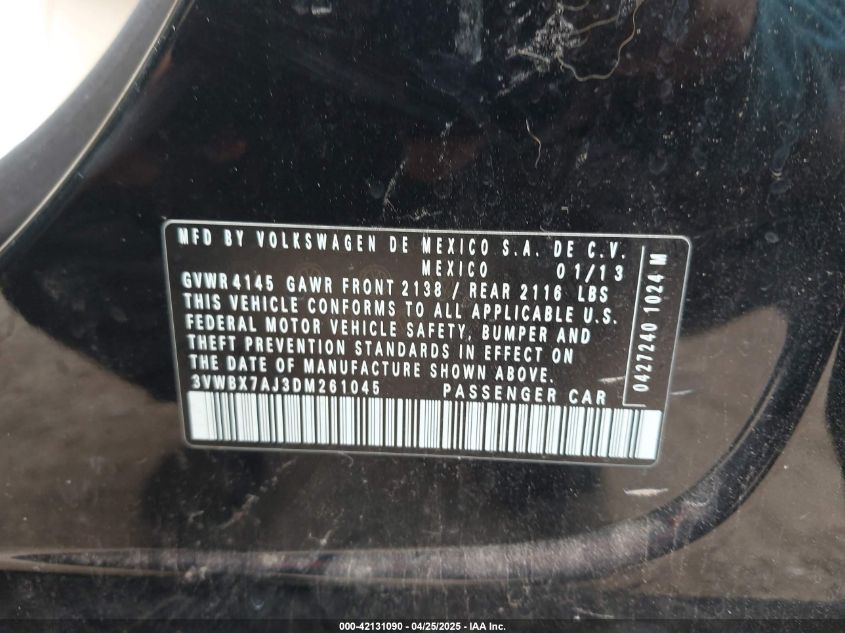 MFD BY VOLKSWAGEN DE MEXICO S.A. DE C.V.
MEXICO 01/13
GVWR 4145 GAWR FRONT 2138 / REAR 2116 LBS
THIS VEHICLE CONFORMS TO ALL APPLICABLE U.S.
FEDERAL MOTOR VEHICLE SAFETY, BUMPER AND
THEFT PREVENTION STANDARDS IN EFFECT ON
THE DATE OF MANUFACTURE SHOWN ABOVE.
3VWBX7AJ3DM261045 PASSENGER CAR
0427240 1024 M
000-42131090 - 04/25/2025 - IAA Inc.